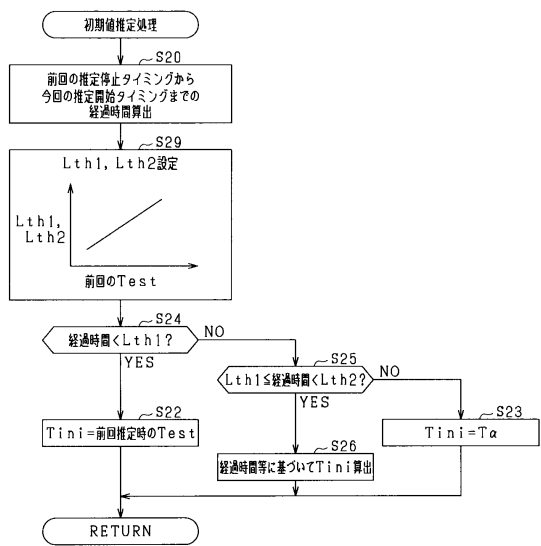 初期値推定処理
S20
前回の推定停止タイミングから
今回の推定開始タイミングまでの
経過時間算出
S29
Lth1, Lth2設定
Lth1,
Lth2
前回のTest
S24
経過時間<Lth1?
NO
YES
S25
Lth1≦経過時間<Lth2?
NO
YES
S22
Tini=前回推定時のTest
S23
Tini=Tα
S26
経過時間等に基づいてTini算出
RETURN